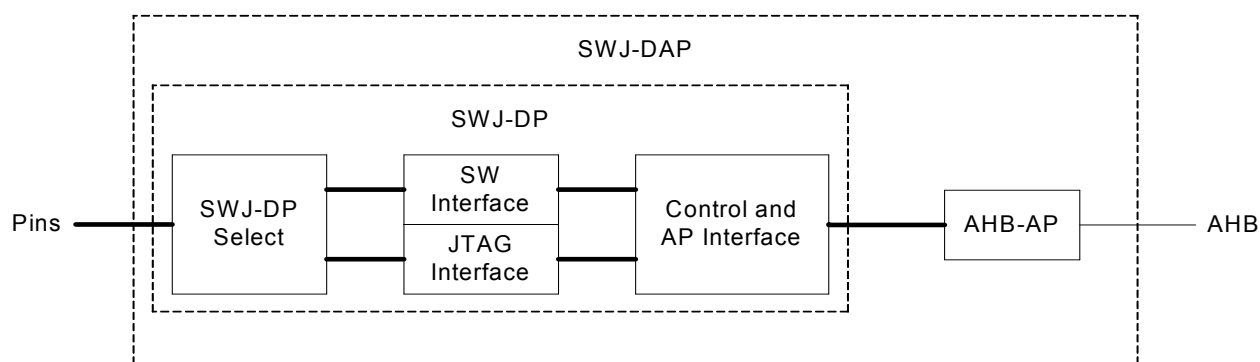 SWJ-DAP
SWJ-DP
Pins
SWJ-DP
Select
SW
Interface
JTAG
Interface
Control and
AP Interface
AHB-AP
AHB